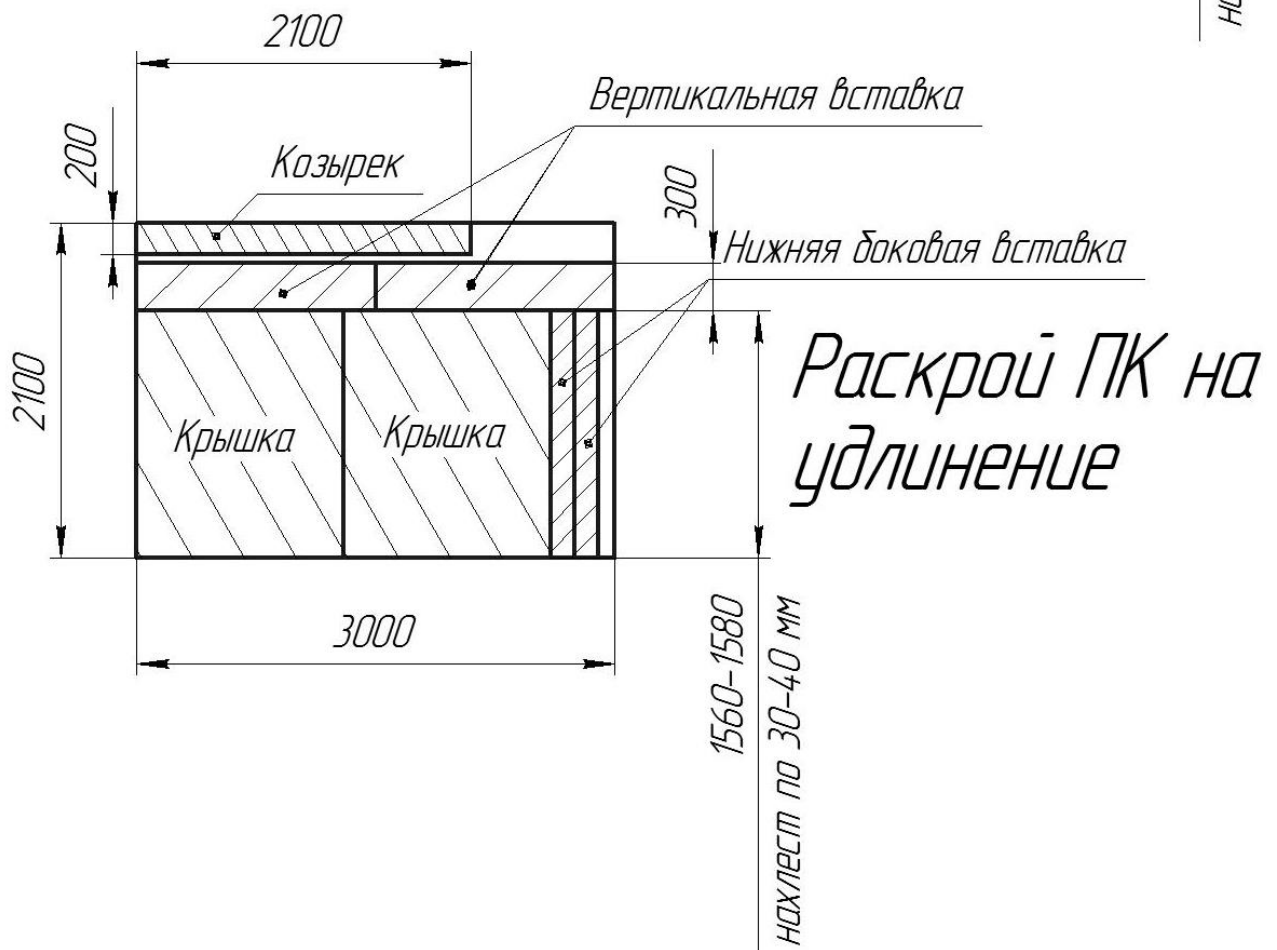 2100
Вертикальная вставка
200
Козырек
300
Нижняя боковая вставка
2100
Раскрой ПК на
удлинение
Крышка
Крышка
3000
1560-1580
нахлест по 30-40 мм